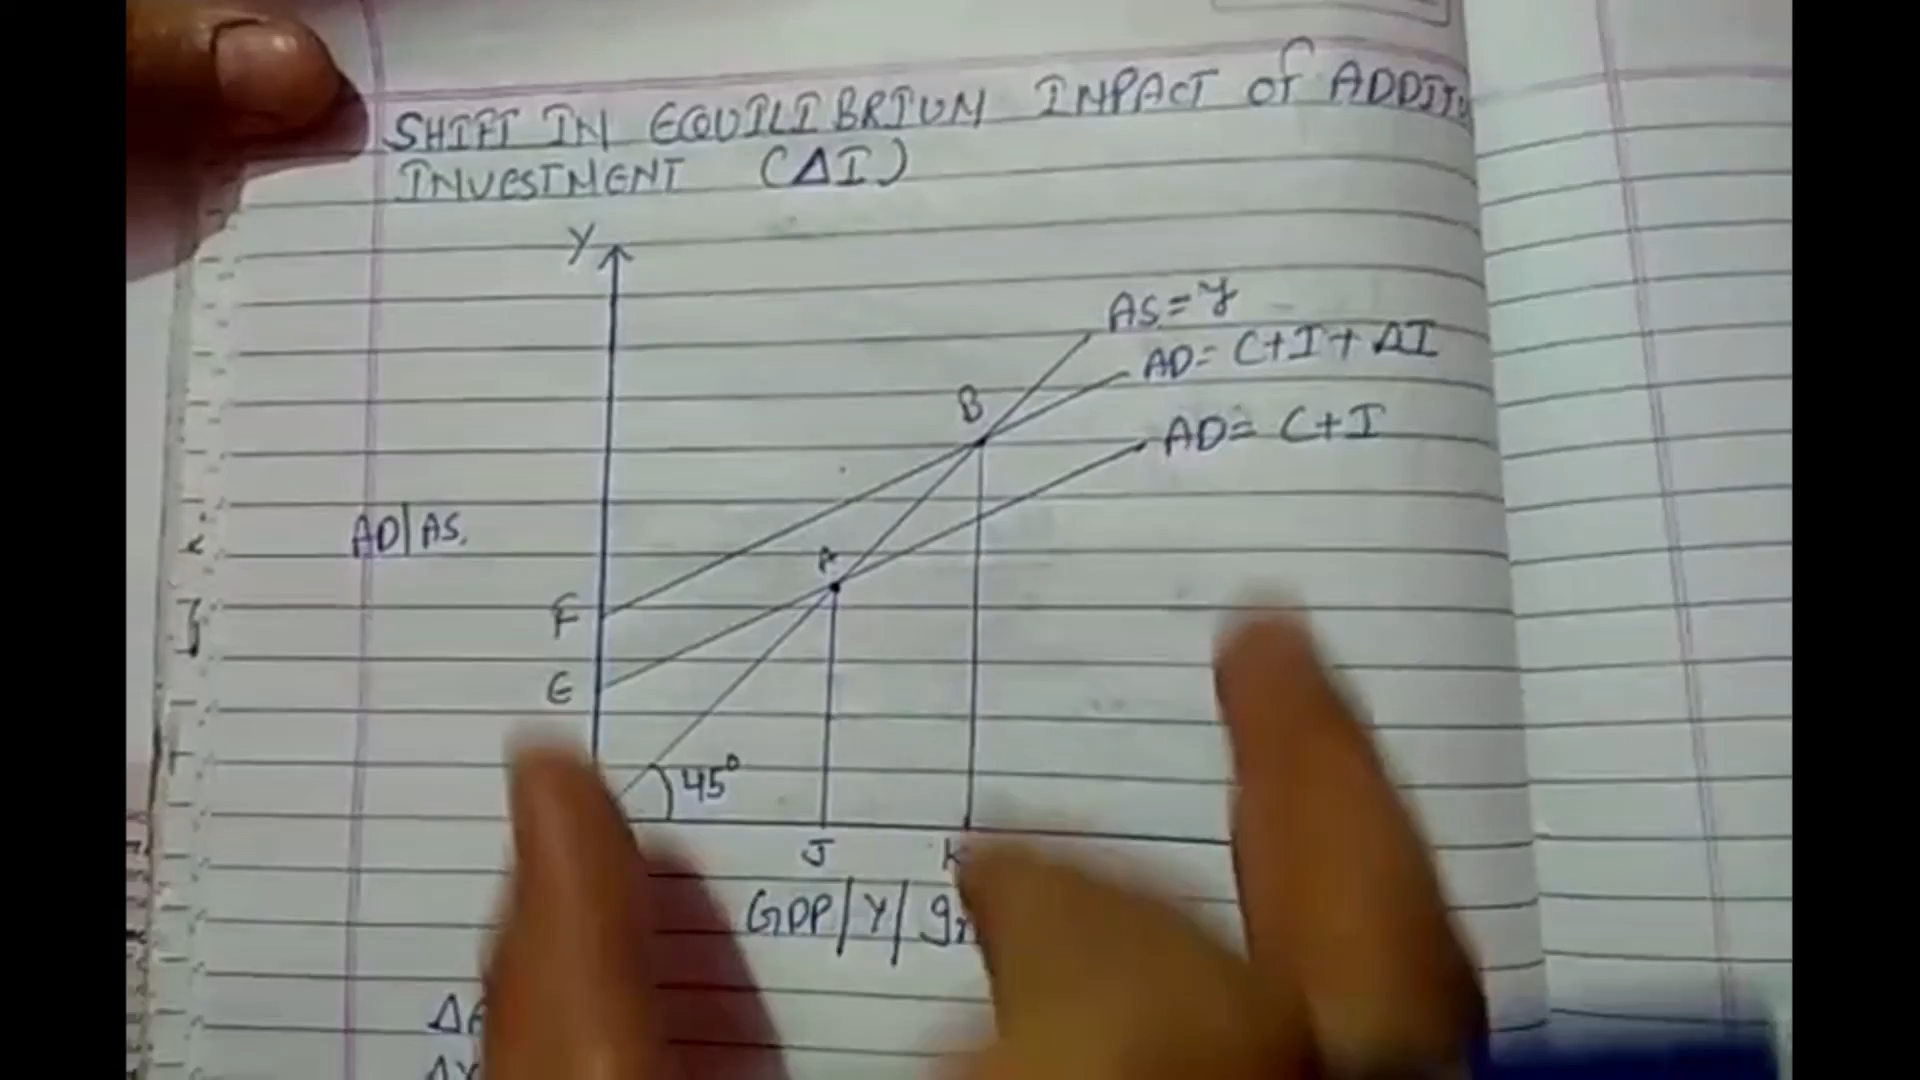 SHIFT IN EQUILIBRIUM IMPACT OF
INVESTMENT (ΔI)
Y
AS = Y
AD = C+I+ΔI
B
AD = C+I
AD/AS.
A
F
E
45°
J K
GDP/Y/